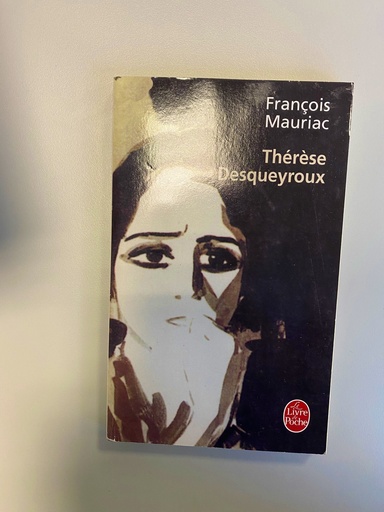 François
Mauriac
Thérèse
Desqueyroux
Le
Livre
de
Poche